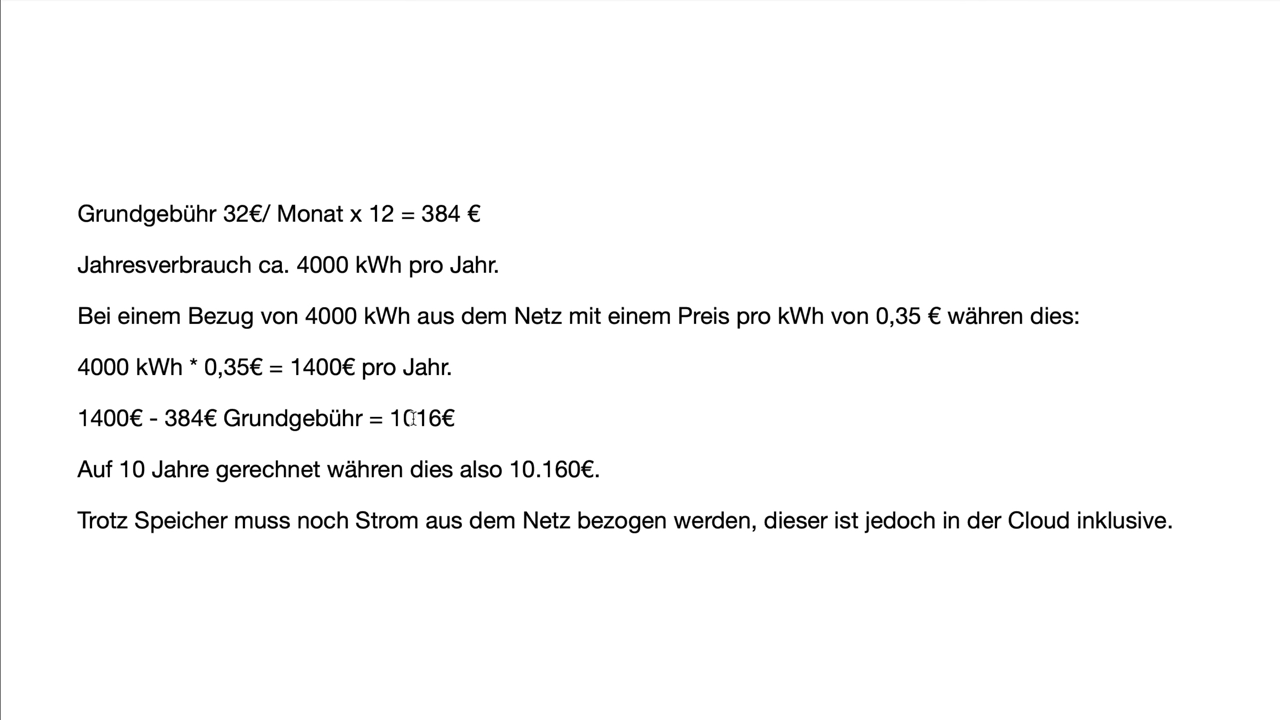 Grundgebühr 32€/ Monat x 12 = 384 €
Jahresverbrauch ca. 4000 kWh pro Jahr.
Bei einem Bezug von 4000 kWh aus dem Netz mit einem Preis pro kWh von 0,35 € währen dies:
4000 kWh * 0,35€ = 1400€ pro Jahr.
1400€ - 384€ Grundgebühr = 1016€
Auf 10 Jahre gerechnet währen dies also 10.160€.
Trotz Speicher muss noch Strom aus dem Netz bezogen werden, dieser ist jedoch in der Cloud inklusive.